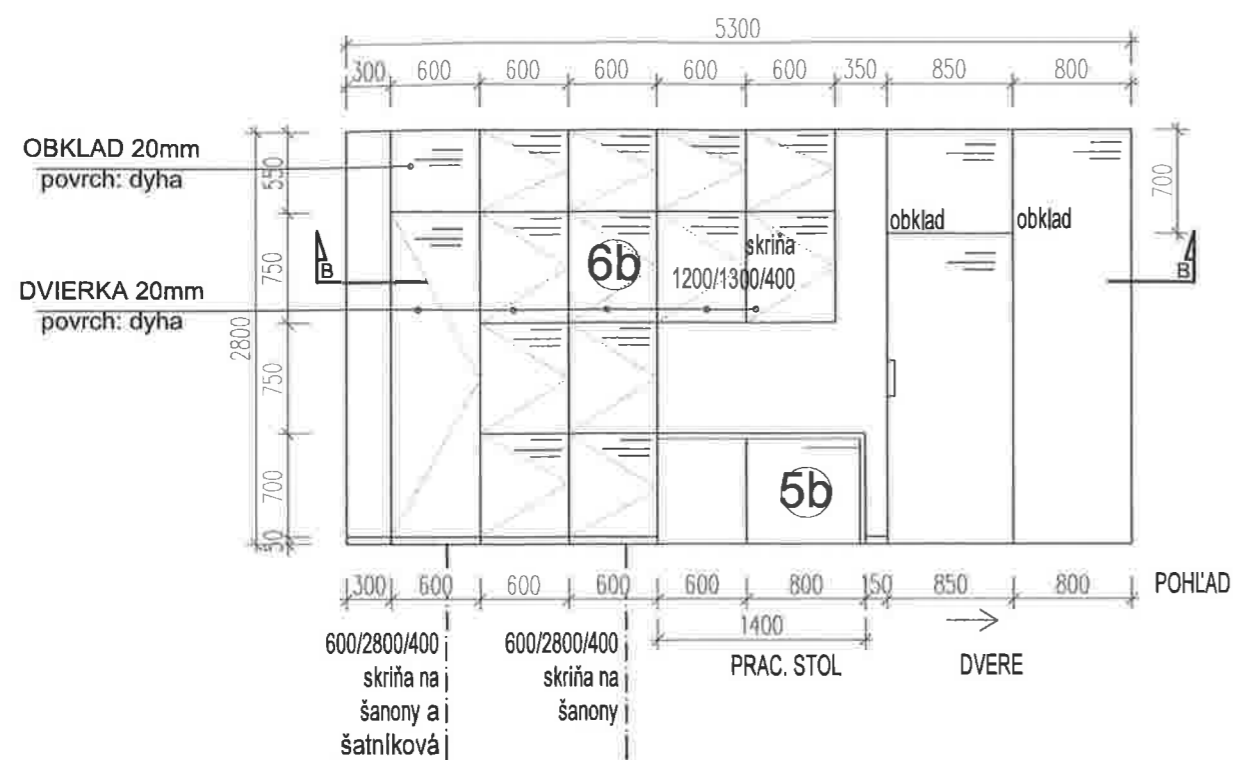 5300
300 600 600 600 600 600 350 850 800
OBKLAD 20mm
povrch: dyha
550
700
obklad
obklad
6b
skriňa
1200/1300/400
B
B
750
DVIERKA 20mm
povrch: dyha
2800
750
700
5b
50
300 600 600 600 600 800 150 850 800
POHĽAD
1400
PRAC. STOL
DVERE
600/2800/400
skriňa na
šanony a
šatníková
600/2800/400
skriňa na
šanony